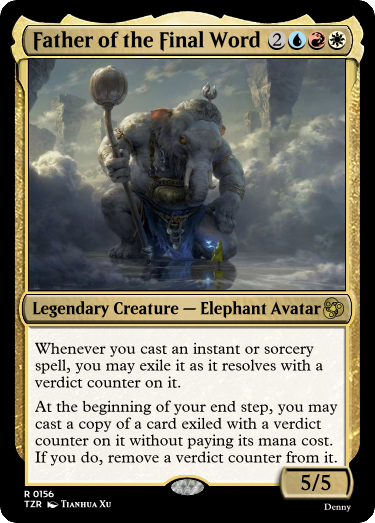 Father of the Final Word 2
Legendary Creature — Elephant Avatar
Whenever you cast an instant or sorcery
spell, you may exile it as it resolves with a
verdict counter on it.
At the beginning of your end step, you may
cast a copy of a card exiled with a verdict
counter on it without paying its mana cost.
If you do, remove a verdict counter from it.
5/5
R 0156
TZR Tianhua Xu
Denny